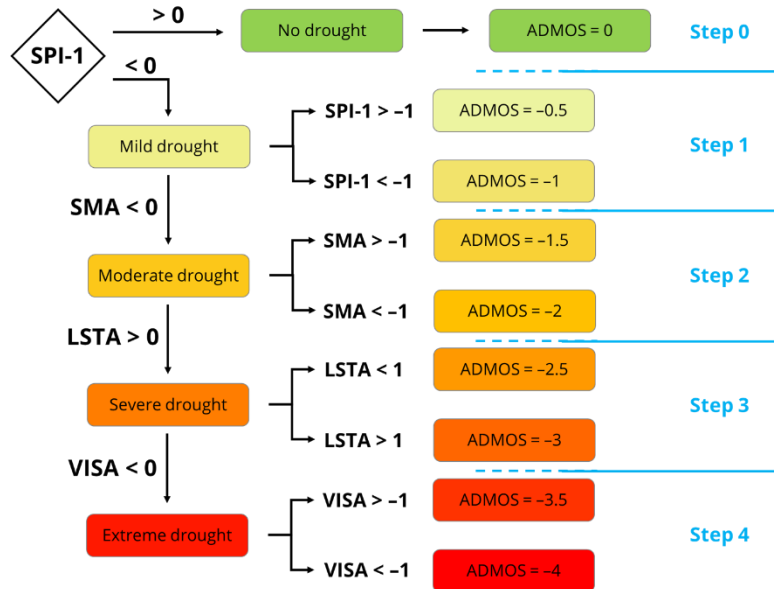 > 0
No drought
ADMOS = 0
Step 0
SPI-1
< 0
SPI-1 > –1
ADMOS = –0.5
Mild drought
Step 1
SPI-1 < –1
ADMOS = –1
SMA < 0
SMA > –1
ADMOS = –1.5
Moderate drought
Step 2
SMA < –1
ADMOS = –2
LSTA > 0
LSTA < 1
ADMOS = –2.5
Severe drought
Step 3
LSTA > 1
ADMOS = –3
VISA < 0
VISA > –1
ADMOS = –3.5
Extreme drought
Step 4
VISA < –1
ADMOS = –4